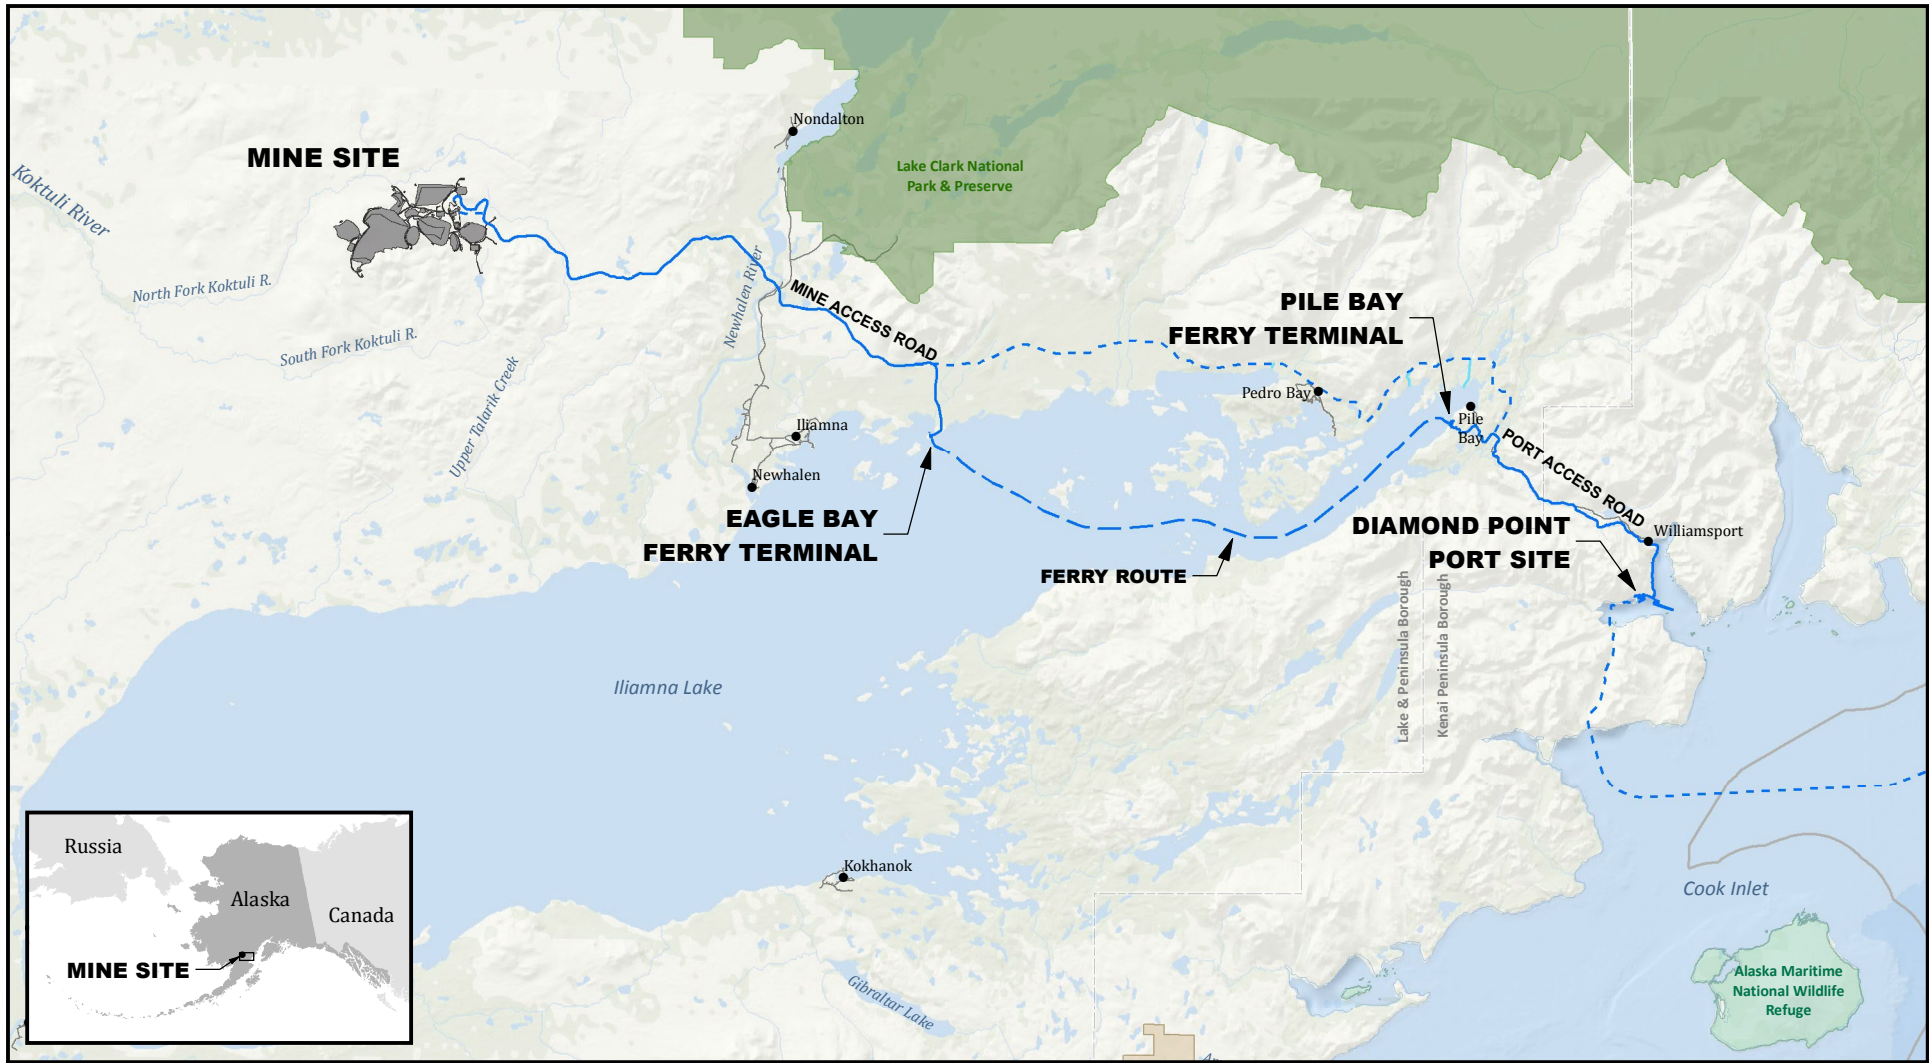 Nondalton
MINE SITE
Lake Clark National
Park & Preserve
Koktuli River
North Fork Koktuli R.
South Fork Koktuli R.
Upper Talarik Creek
Newhalen River
MINE ACCESS ROAD
PILE BAY
FERRY TERMINAL
Pedro Bay
Pile
Bay
Iliamna
Newhalen
PORT ACCESS ROAD
EAGLE BAY
FERRY TERMINAL
DIAMOND POINT
PORT SITE
Williamsport
FERRY ROUTE
Lake & Peninsula Borough
Kenai Peninsula Borough
Iliamna Lake
Kokhanok
Cook Inlet
Gibraltar Lake
Alaska Maritime
National Wildlife
Refuge
Russia
Alaska
Canada
MINE SITE